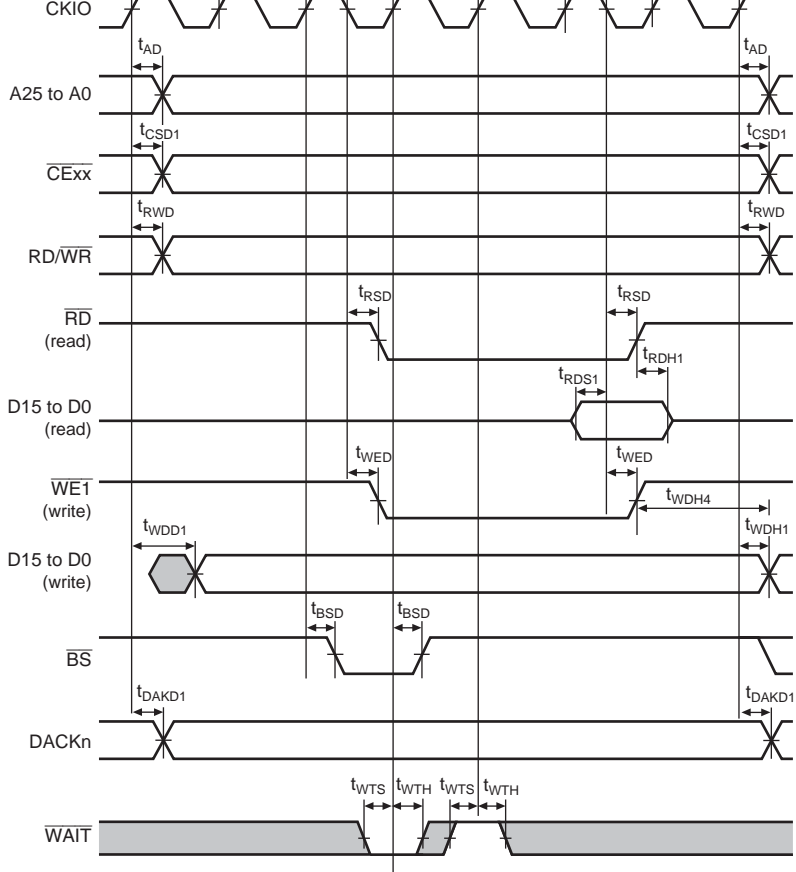 CKIO
tAD tAD
A25 to A0
tCSD1 tCSD1
CExx
tRWD tRWD
RD/WR
tRSD tRSD
RD
(read)
tRDH1
tRDS1
D15 to D0
(read)
tWED tWED
WE1
(write)
tWDH4
tWDD1 tWDH1
D15 to D0
(write)
tBSD tBSD
BS
tDAKD1 tDAKD1
DACKn
tWTS tWTH tWTS tWTH
WAIT